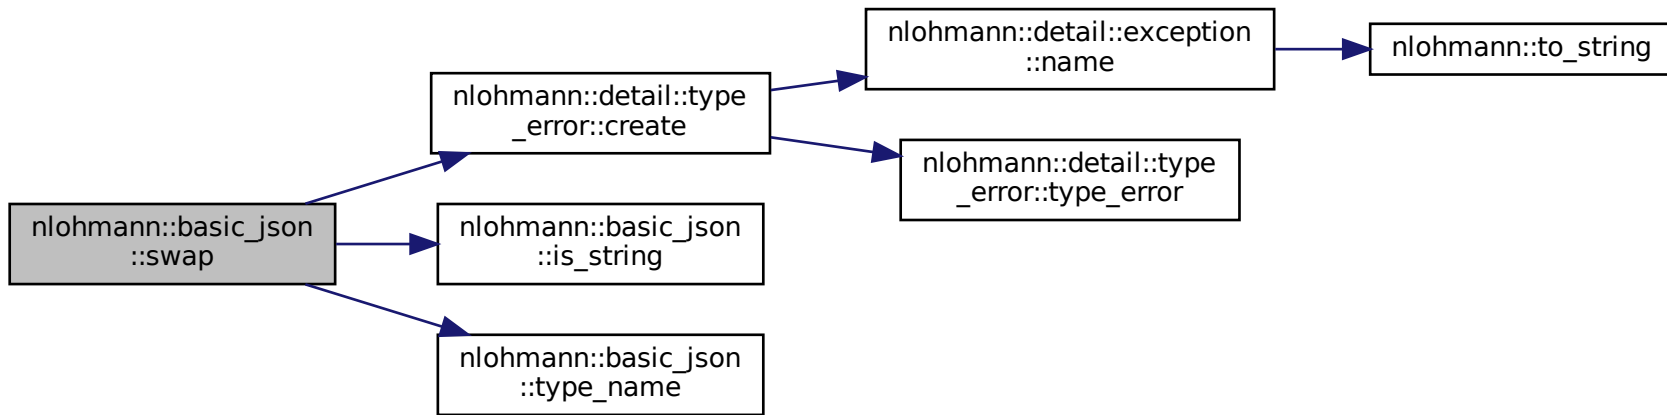 nlohmann::basic_json
::swap
nlohmann::detail::type
_error::create
nlohmann::detail::exception
::name
nlohmann::to_string
nlohmann::detail::type
_error::type_error
nlohmann::basic_json
::is_string
nlohmann::basic_json
::type_name